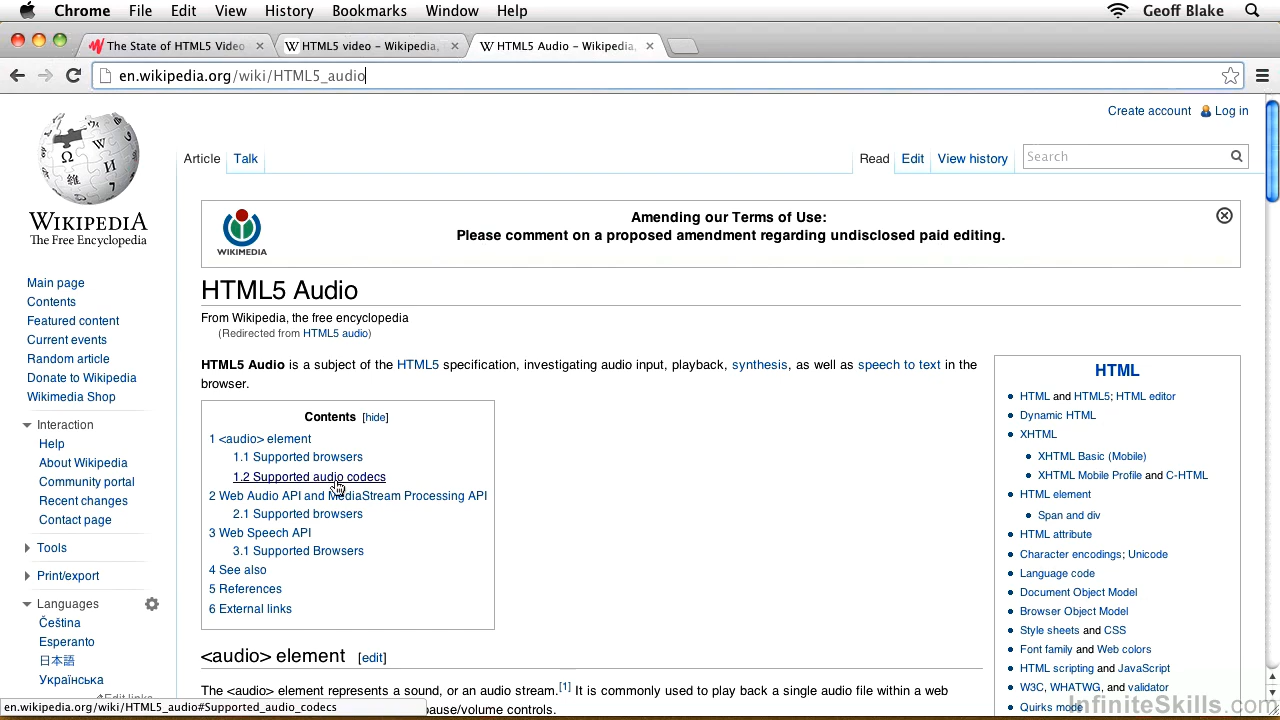 Chrome File Edit View History Bookmarks Window Help Geoff Blake
The State of HTML5 Video × HTML5 video – Wikipedia, × HTML5 Audio – Wikipedia, ×
en.wikipedia.org/wiki/HTML5_audio
Create account Log in
Article Talk Read Edit View history Search
WIKIPEDIA
The Free Encyclopedia
WIKIMEDIA
Amending our Terms of Use:
Please comment on a proposed amendment regarding undisclosed paid editing.
Main page
Contents
Featured content
Current events
Random article
Donate to Wikipedia
Wikimedia Shop
Interaction
Help
About Wikipedia
Community portal
Recent changes
Contact page
Tools
Print/export
Languages
Čeština
Esperanto
日本語
Українська
Edit links
HTML5 Audio
From Wikipedia, the free encyclopedia
(Redirected from HTML5 audio)
HTML5 Audio is a subject of the HTML5 specification, investigating audio input, playback, synthesis, as well as speech to text in the
browser.
Contents [hide]
1 <audio> element
1.1 Supported browsers
1.2 Supported audio codecs
2 Web Audio API and MediaStream Processing API
2.1 Supported browsers
3 Web Speech API
3.1 Supported Browsers
4 See also
5 References
6 External links
<audio> element [edit]
The <audio> element represents a sound, or an audio stream.[1] It is commonly used to play back a single audio file within a web
pause/volume controls.
HTML
HTML and HTML5; HTML editor
Dynamic HTML
XHTML
XHTML Basic (Mobile)
XHTML Mobile Profile and C-HTML
HTML element
Span and div
HTML attribute
Character encodings; Unicode
Language code
Document Object Model
Browser Object Model
Style sheets and CSS
Font family and Web colors
HTML scripting and JavaScript
W3C, WHATWG, and validator
Quirks mode
en.wikipedia.org/wiki/HTML5_audio#Supported_audio_codecs
InfiniteSkills.com